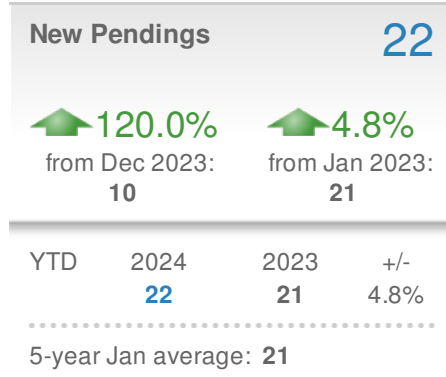 New Pendings 22
120.0% 4.8%
from Dec 2023: from Jan 2023:
10 21
YTD 2024 2023 +/-
22 21 4.8%
5-year Jan average: 21